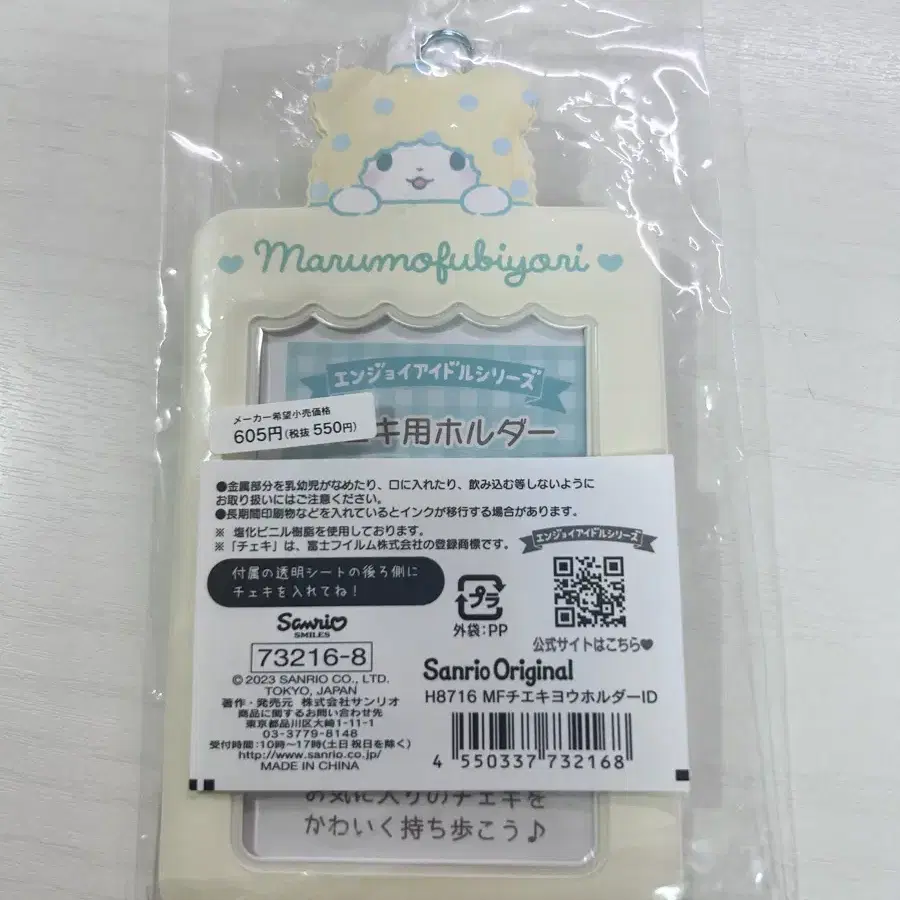 Marumofubiyori
エンジョイアイドルシリーズ
メーカー希望小売価格
605円(税抜 550円)
キ用ホルダー
●金属部分を乳幼児がなめたり、口に入れたり、飲み込む等しないように
お取り扱いにはご注意ください。
●長期間印刷物などを入れているとインクが移行する場合があります。
※ 塩化ビニル樹脂を使用しております。
※「チェキ」は、富士フイルム株式会社の登録商標です。
エンジョイアイドルシリーズ
付属の透明シートの後ろ側に
チェキを入れてね!
プラ
外袋:PP
公式サイトはこちら♥
Sanrio
SMILES
73216-8
© 2023 SANRIO CO., LTD.
TOKYO, JAPAN
著作・発売元 株式会社サンリオ
商品に関するお問い合わせ先
東京都品川区大崎1-11-1
03-3779-8148
受付時間:10時〜17時(土日祝日を除く)
http://www.sanrio.co.jp/
MADE IN CHINA
Sanrio Original
H8716 MFチエキヨウホルダーID
4 550337 732168
お気に入りのチェキを
かわいく持ち歩こう♪